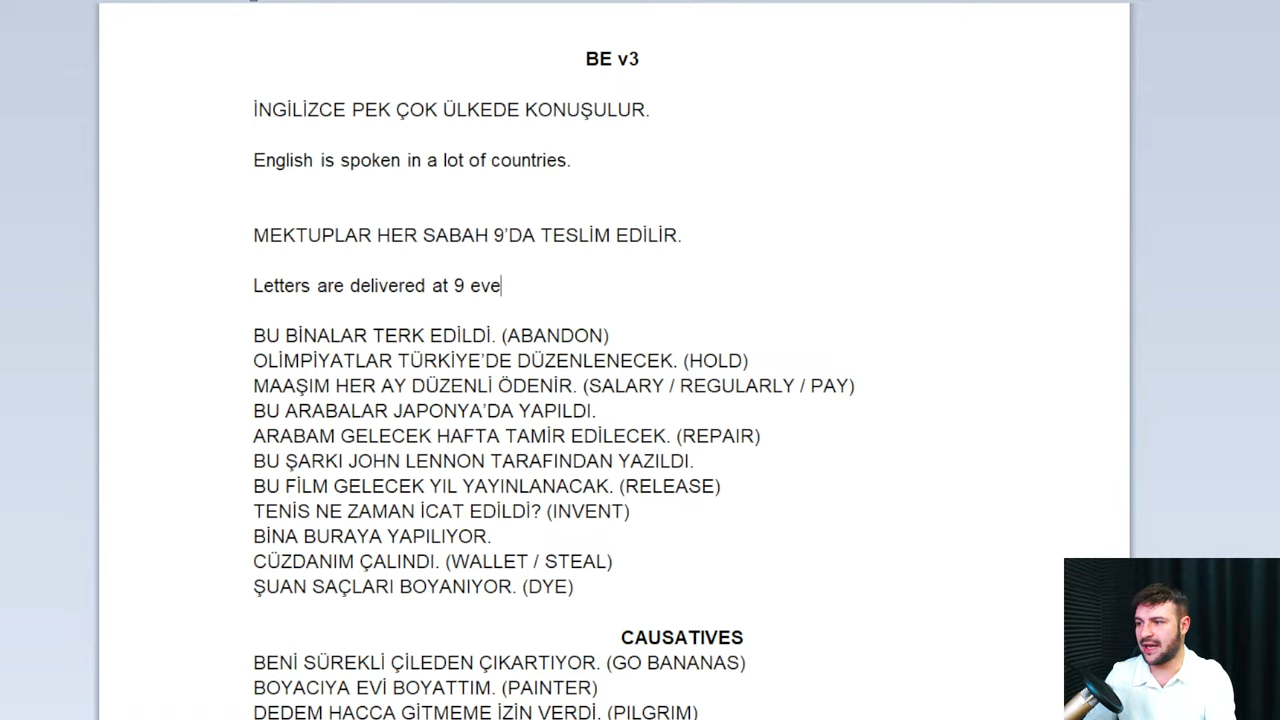 BE v3
İNGİLİZCE PEK ÇOK ÜLKEDE KONUŞULUR.
English is spoken in a lot of countries.
MEKTUPLAR HER SABAH 9’DA TESLİM EDİLİR.
Letters are delivered at 9 eve
BU BİNALAR TERK EDİLDİ. (ABANDON)
OLİMPİYATLAR TÜRKİYE’DE DÜZENLENECEK. (HOLD)
MAAŞIM HER AY DÜZENLİ ÖDENİR. (SALARY / REGULARLY / PAY)
BU ARABALAR JAPONYA’DA YAPILDI.
ARABAM GELECEK HAFTA TAMİR EDİLECEK. (REPAIR)
BU ŞARKI JOHN LENNON TARAFINDAN YAZILDI.
BU FİLM GELECEK YIL YAYINLANACAK. (RELEASE)
TENİS NE ZAMAN İCAT EDİLDİ? (INVENT)
BİNA BURAYA YAPILIYOR.
CÜZDANIM ÇALINDI. (WALLET / STEAL)
ŞUAN SAÇLARI BOYANIYOR. (DYE)
CAUSATIVES
BENİ SÜREKLİ ÇİLEDEN ÇIKARTIYOR. (GO BANANAS)
BOYACIYA EVİ BOYATTIM. (PAINTER)
DEDEM HACCA GİTMEME İZİN VERDİ. (PILGRIM)